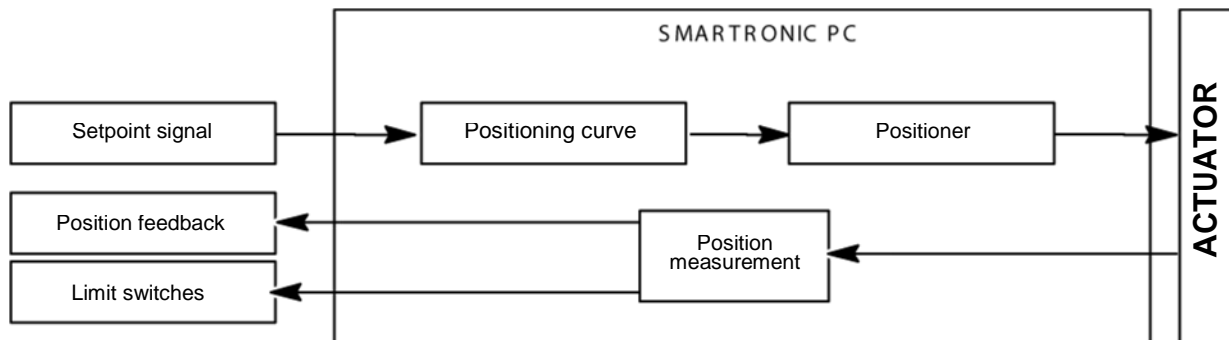 SMARTRONIC PC
Setpoint signal
Positioning curve
Positioner
ACTUATOR
Position feedback
Position
measurement
Limit switches